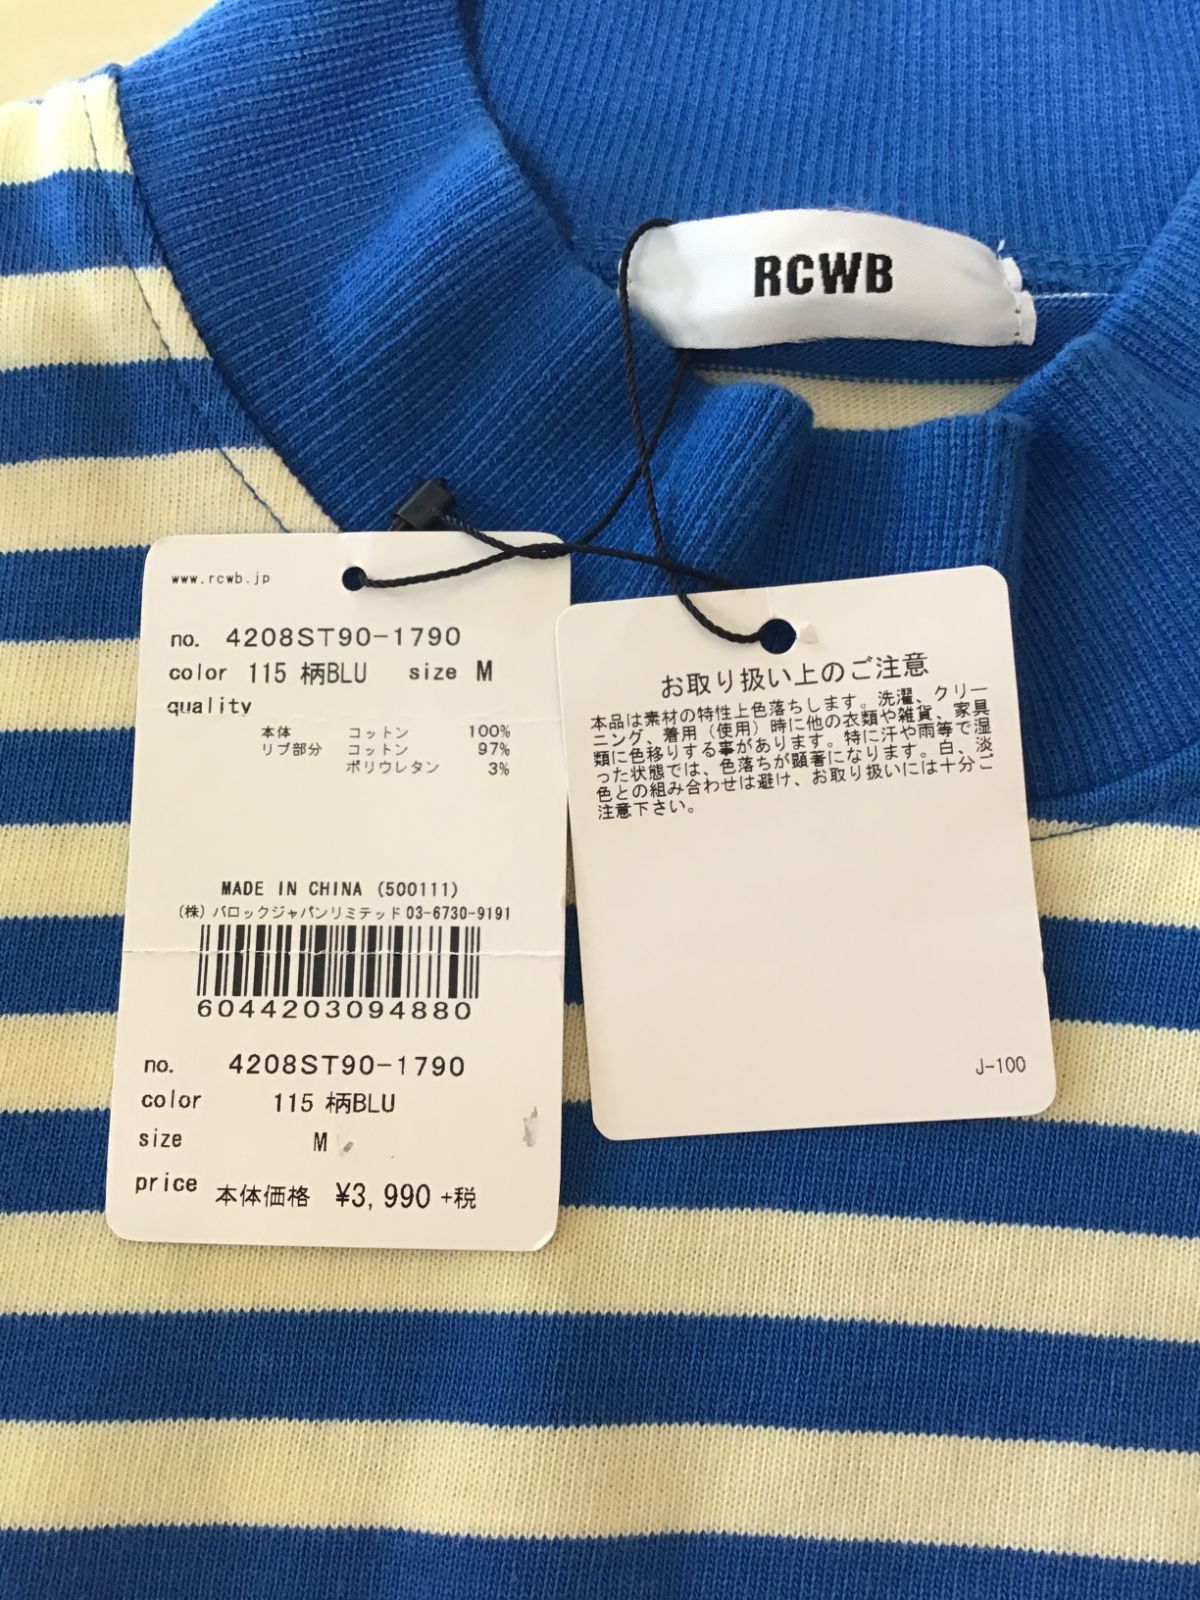 RCWB
www.rcwb.jp
no. 4208ST90-1790
color 115 柄BLU size M
quality
本体 コットン 100%
リブ部分 コットン 97%
ポリウレタン 3%
MADE IN CHINA (500111)
(株)バロックジャパンリミテッド 03-6730-9191
6044203094880
no. 4208ST90-1790
color 115 柄BLU
size M
price 本体価格 ¥3,990 +税
お取り扱い上のご注意
本品は素材の特性上色落ちします。洗濯、クリー
ニング、着用(使用)時に他の衣類や雑貨、家具
類に色移りする事があります。特に汗や雨等で湿
った状態では、色落ちが顕著になります。白、淡
色との組み合わせは避け、お取り扱いには十分ご
注意下さい。
J-100